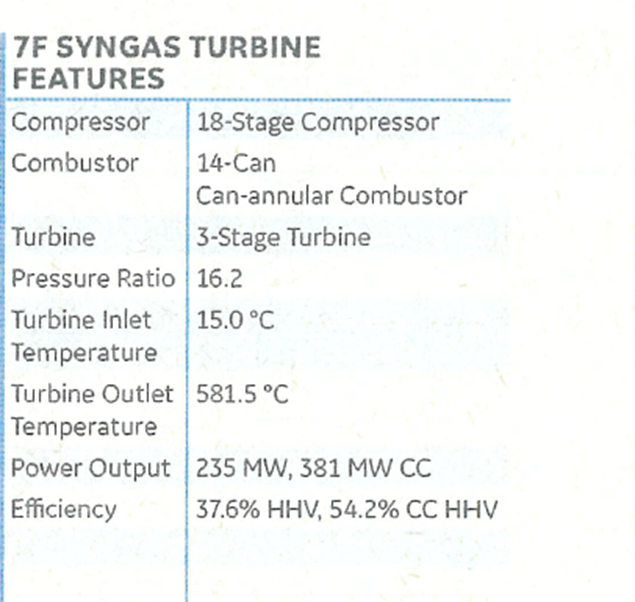 7F SYNGAS TURBINE
FEATURES
Compressor 18-Stage Compressor
Combustor 14-Can
Can-annular Combustor
Turbine 3-Stage Turbine
Pressure Ratio 16.2
Turbine Inlet 15.0 °C
Temperature
Turbine Outlet 581.5 °C
Temperature
Power Output 235 MW, 381 MW CC
Efficiency 37.6% HHV, 54.2% CC HHV